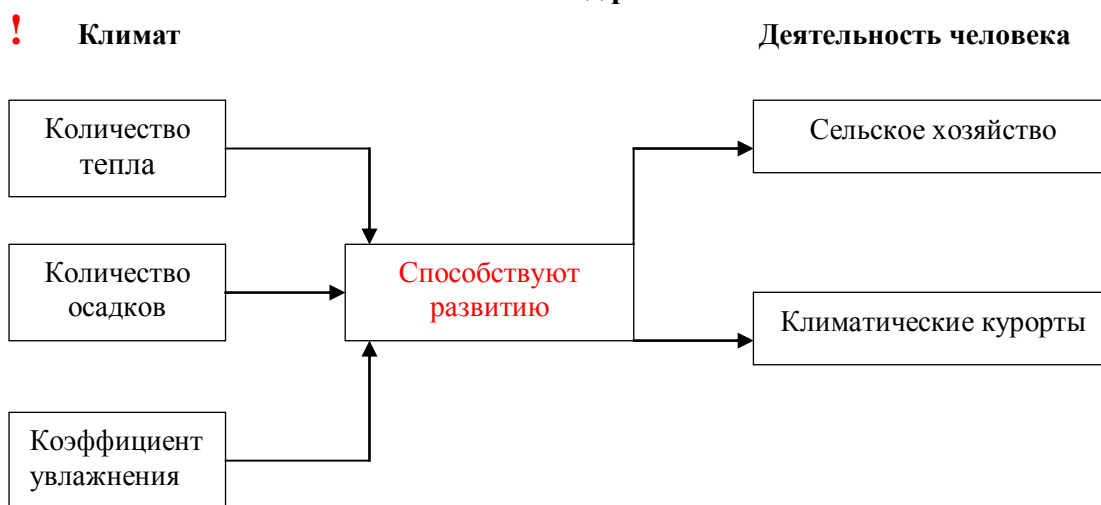 ! Климат
Деятельность человека
Количество
тепла
Сельское хозяйство
Количество
осадков
Способствуют
развитию
Климатические курорты
Коэффициент
увлажнения